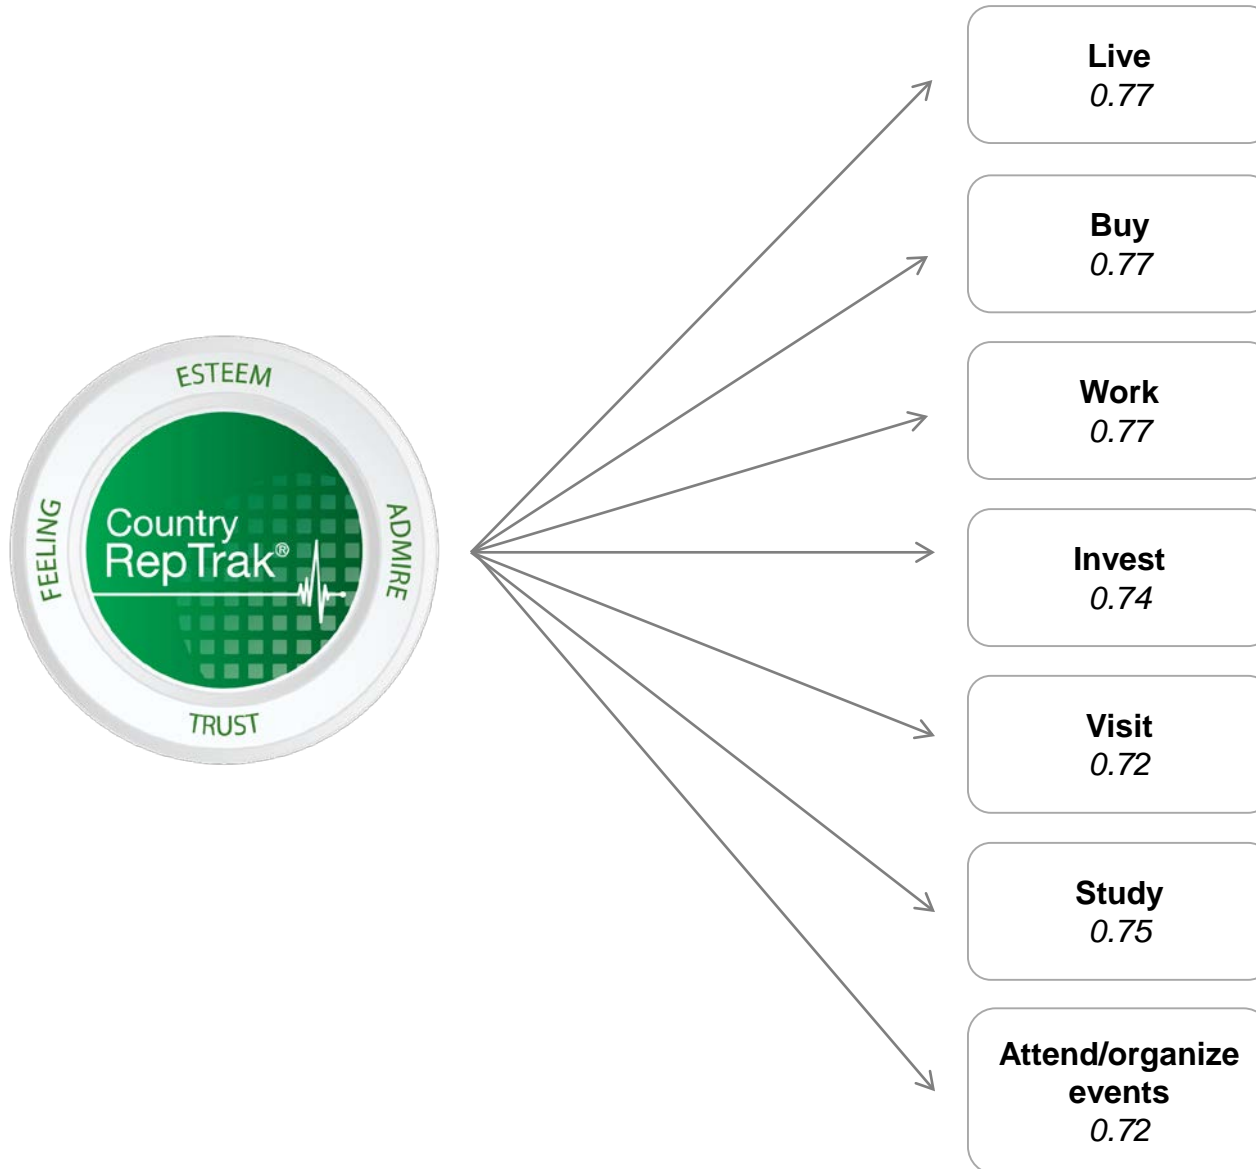 Live
0.77
Buy
0.77
Work
0.77
Invest
0.74
Visit
0.72
Study
0.75
Attend/organize
events
0.72
ESTEEM
FEELING
ADMIRE
TRUST
Country
RepTrak®